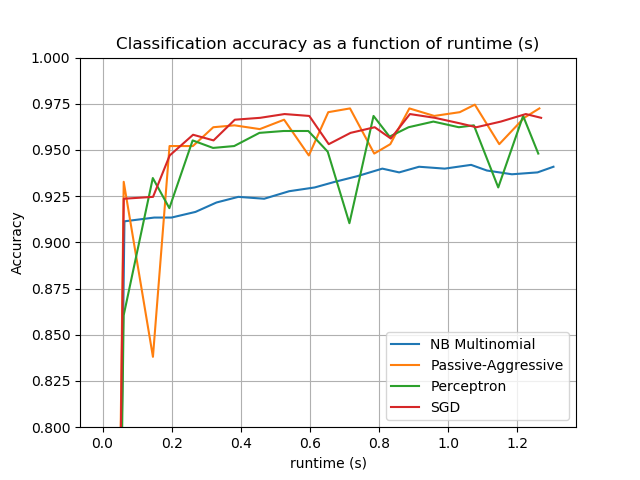 Classification accuracy as a function of runtime (s)
1.000
0.975
0.950
0.925
0.900
0.875
0.850
0.825
0.800
Accuracy
NB Multinomial
Passive-Aggressive
Perceptron
SGD
0.0 0.2 0.4 0.6 0.8 1.0 1.2
runtime (s)